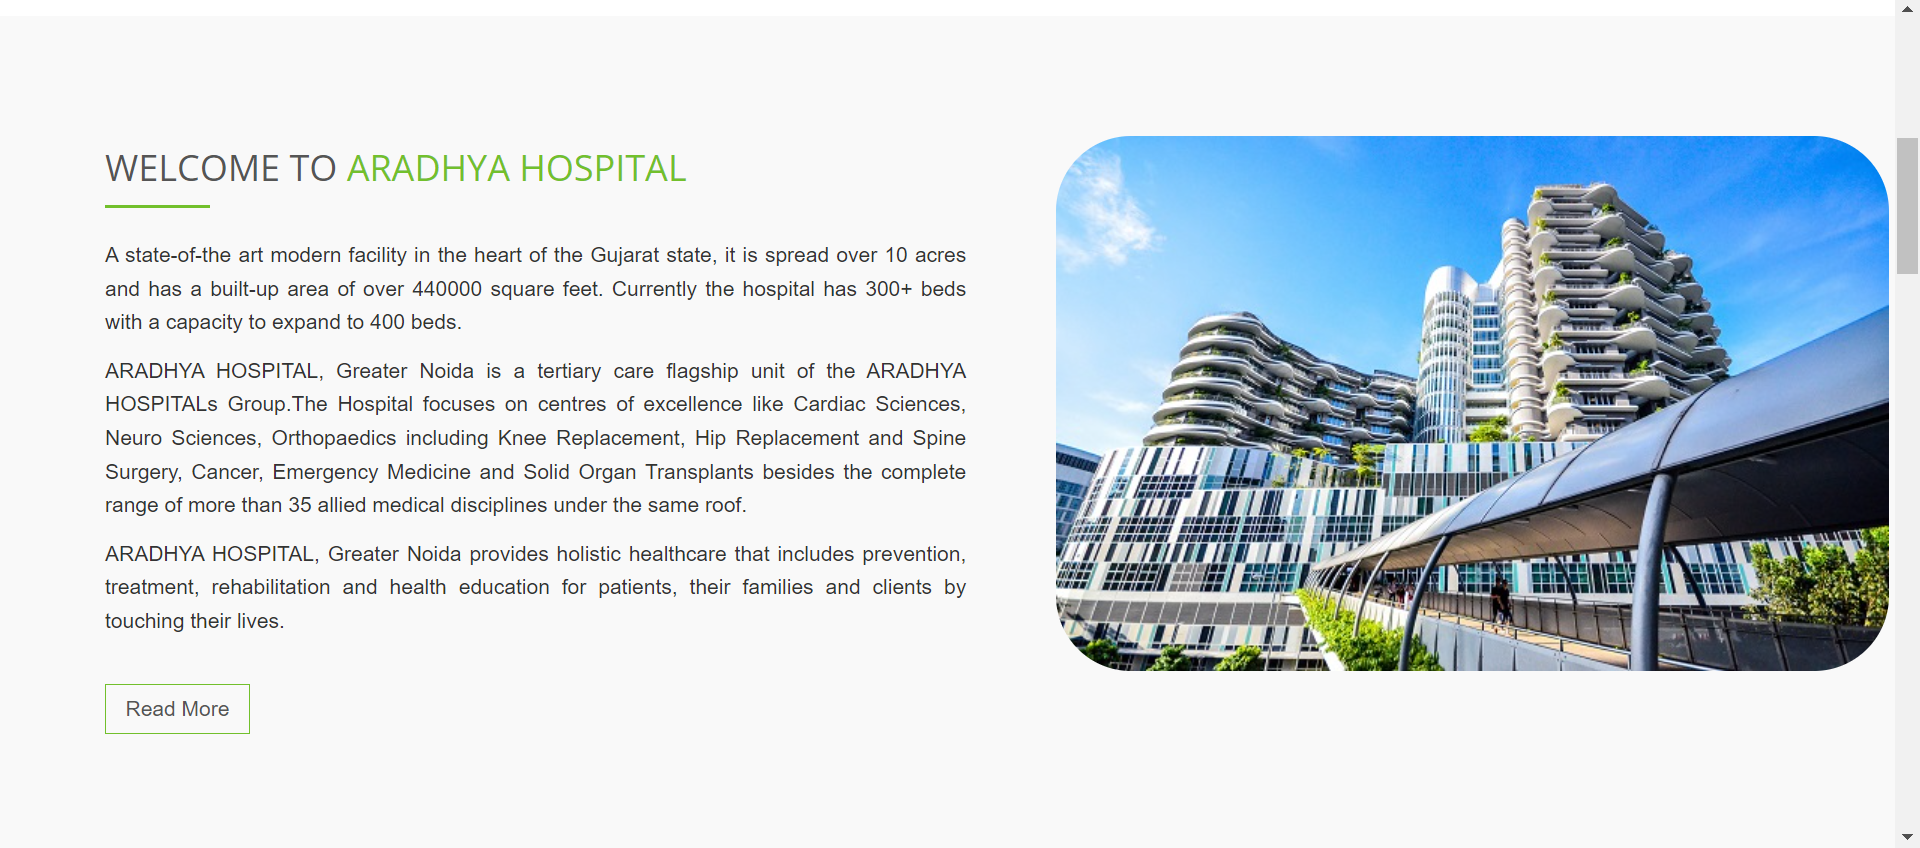 WELCOME TO ARADHYA HOSPITAL
A state-of-the art modern facility in the heart of the Gujarat state, it is spread over 10 acres
and has a built-up area of over 440000 square feet. Currently the hospital has 300+ beds
with a capacity to expand to 400 beds.
ARADHYA HOSPITAL, Greater Noida is a tertiary care flagship unit of the ARADHYA
HOSPITALs Group.The Hospital focuses on centres of excellence like Cardiac Sciences,
Neuro Sciences, Orthopaedics including Knee Replacement, Hip Replacement and Spine
Surgery, Cancer, Emergency Medicine and Solid Organ Transplants besides the complete
range of more than 35 allied medical disciplines under the same roof.
ARADHYA HOSPITAL, Greater Noida provides holistic healthcare that includes prevention,
treatment, rehabilitation and health education for patients, their families and clients by
touching their lives.
Read More